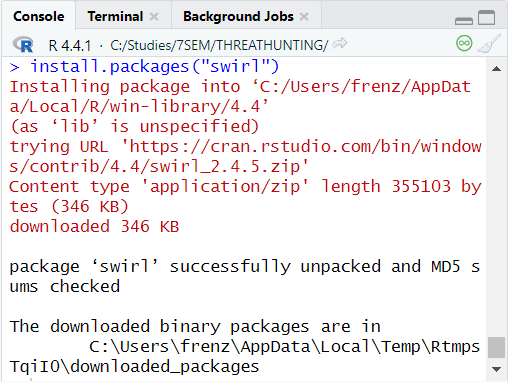 Console Terminal × Background Jobs ×
R 4.4.1 · C:/Studies/7SEM/THREATHUNTING/
> install.packages("swirl")
Installing package into ‘C:/Users/frenz/AppDat
a/Local/R/win-library/4.4’
(as ‘lib’ is unspecified)
trying URL 'https://cran.rstudio.com/bin/window
s/contrib/4.4/swirl_2.4.5.zip'
Content type 'application/zip' length 355103 by
tes (346 KB)
downloaded 346 KB
package ‘swirl’ successfully unpacked and MD5 s
ums checked
The downloaded binary packages are in
C:\Users\frenz\AppData\Local\Temp\Rtmps
TqiI0\downloaded_packages